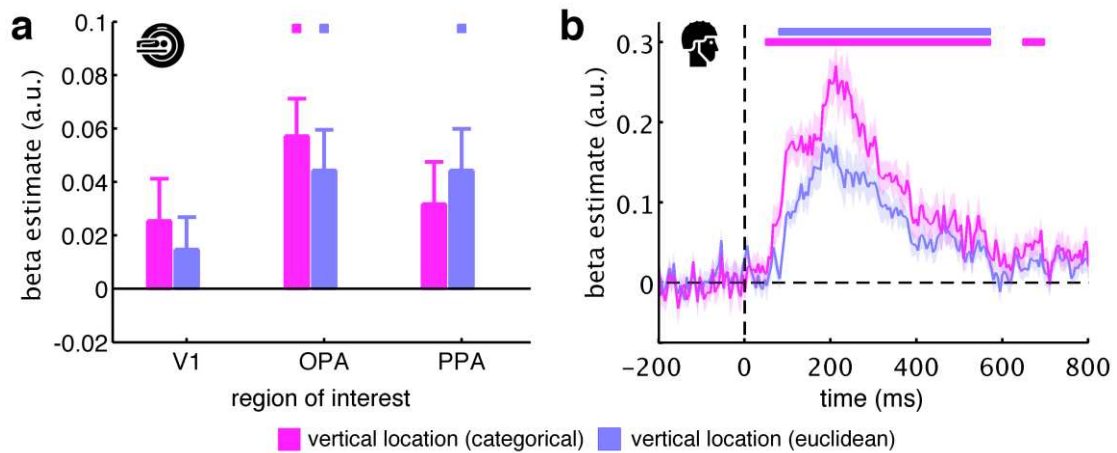 a
0.1
0.08
0.06
0.04
0.02
0
-0.02
beta estimate (a.u.)
V1 OPA PPA
region of interest
b
0.3
0.2
0.1
0
beta estimate (a.u.)
−200 0 200 400 600 800
time (ms)
vertical location (categorical) vertical location (euclidean)